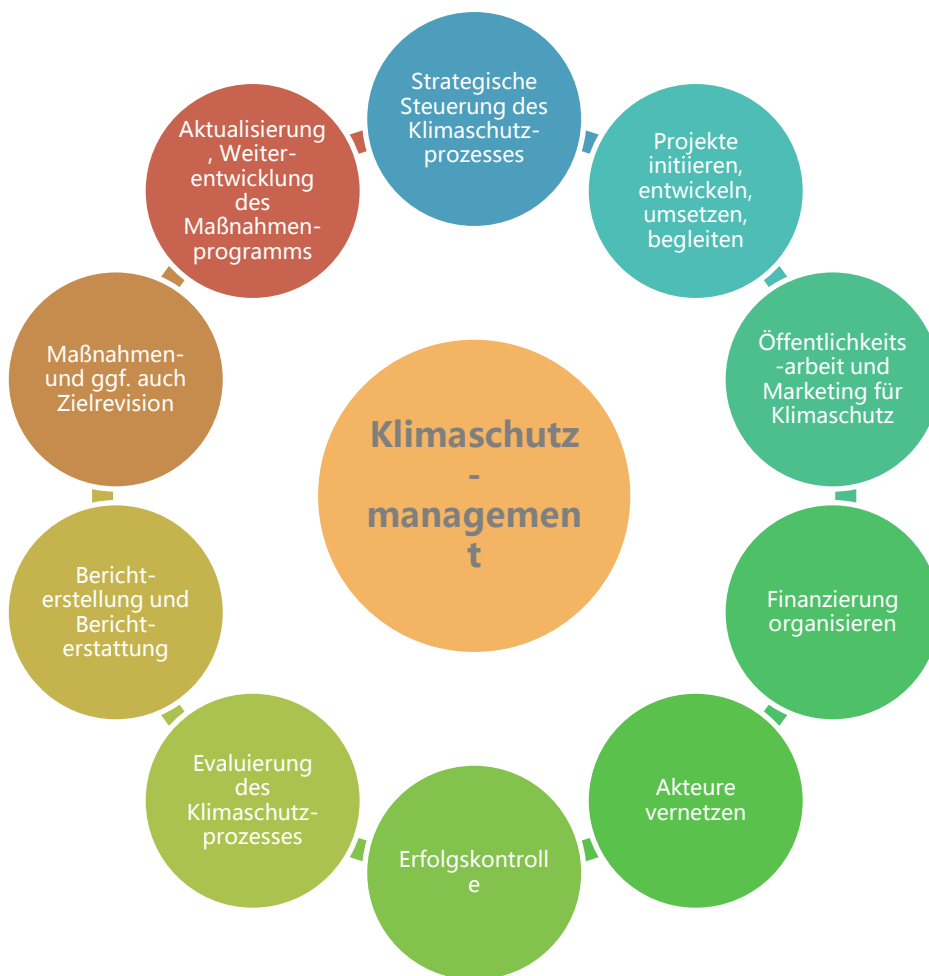 Strategische
Steuerung des
Klimaschutz-
prozesses
Projekte
initiieren,
entwickeln,
umsetzen,
begleiten
Öffentlichkeits
-arbeit und
Marketing für
Klimaschutz
Finanzierung
organisieren
Akteure
vernetzen
Erfolgskontroll
e
Evaluierung
des
Klimaschutz-
prozesses
Bericht-
erstellung und
Bericht-
erstattung
Maßnahmen-
und ggf. auch
Zielrevision
Aktualisierung
, Weiter-
entwicklung
des
Maßnahmen-
programms
Klimaschutz
-
managemen
t